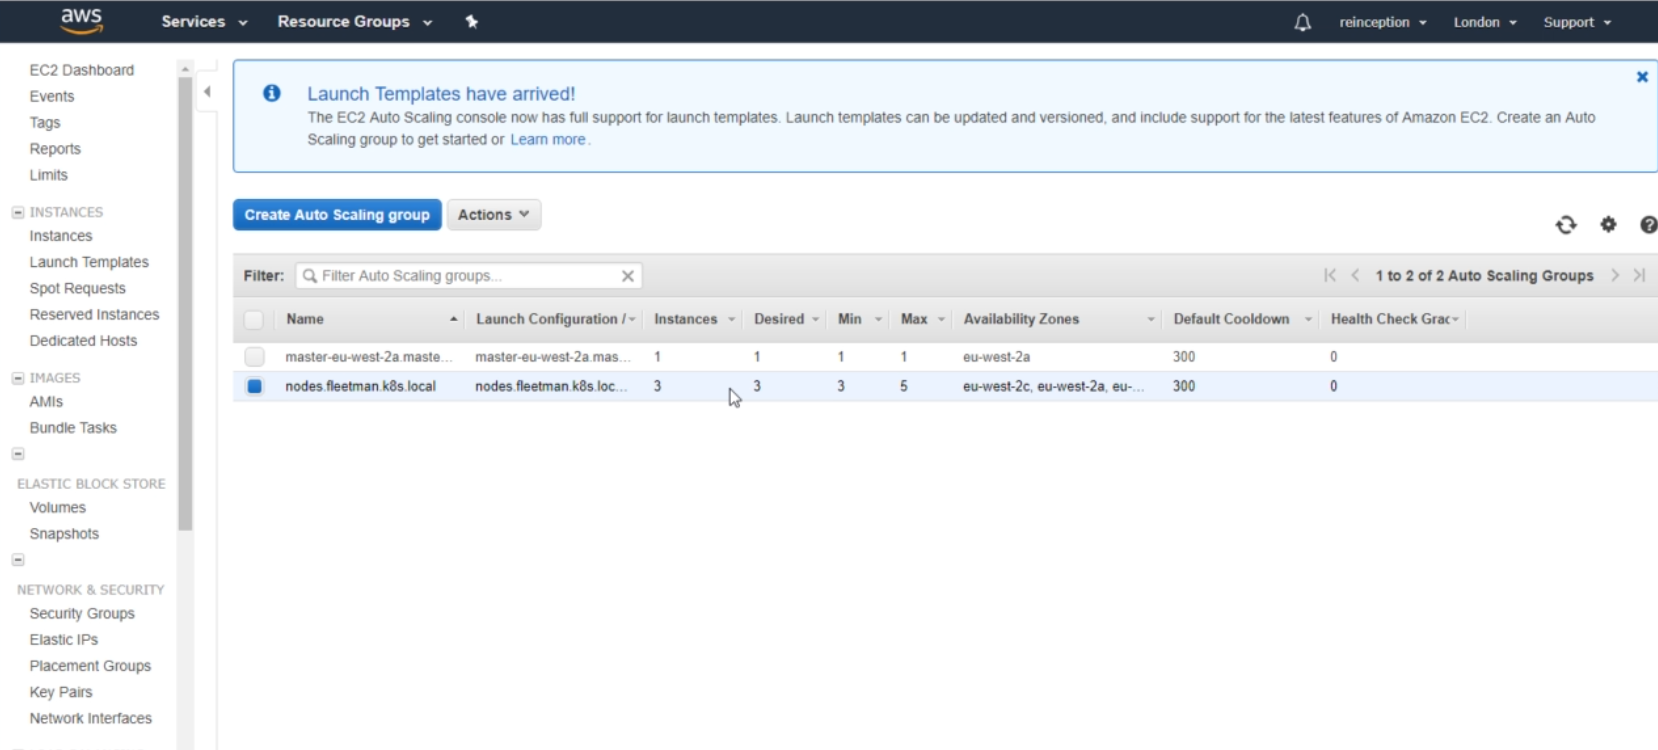 aws Services Resource Groups reinception London Support
EC2 Dashboard
Events
Tags
Reports
Limits
INSTANCES
Instances
Launch Templates
Spot Requests
Reserved Instances
Dedicated Hosts
IMAGES
AMIs
Bundle Tasks
ELASTIC BLOCK STORE
Volumes
Snapshots
NETWORK & SECURITY
Security Groups
Elastic IPs
Placement Groups
Key Pairs
Network Interfaces
Launch Templates have arrived!
The EC2 Auto Scaling console now has full support for launch templates. Launch templates can be updated and versioned, and include support for the latest features of Amazon EC2. Create an Auto
Scaling group to get started or Learn more.
Create Auto Scaling group Actions
Filter: Filter Auto Scaling groups... 1 to 2 of 2 Auto Scaling Groups
Name Launch Configuration / Instances Desired Min Max Availability Zones Default Cooldown Health Check Grac
master-eu-west-2a.maste... master-eu-west-2a.mas... 1 1 1 1 eu-west-2a 300 0
nodes.fleetman.k8s.local nodes.fleetman.k8s.loc... 3 3 3 5 eu-west-2c, eu-west-2a, eu-... 300 0